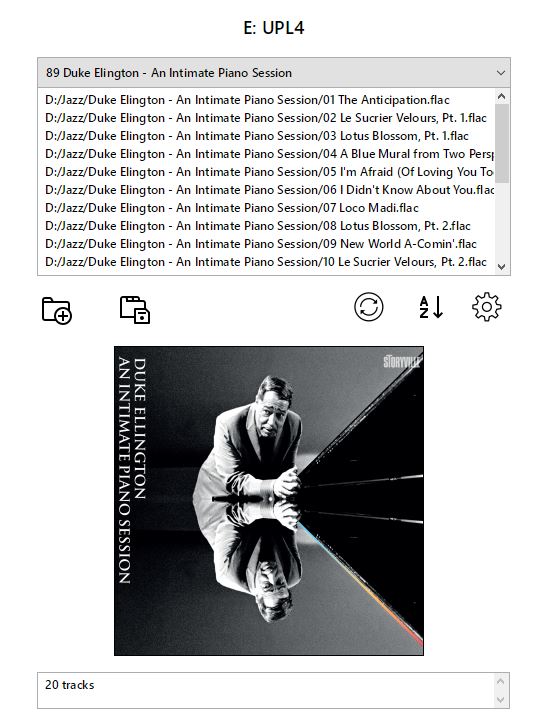 E: UPL4
89 Duke Elington - An Intimate Piano Session
D:/Jazz/Duke Elington - An Intimate Piano Session/01 The Anticipation.flac
D:/Jazz/Duke Elington - An Intimate Piano Session/02 Le Sucrier Velours, Pt. 1.flac
D:/Jazz/Duke Elington - An Intimate Piano Session/03 Lotus Blossom, Pt. 1.flac
D:/Jazz/Duke Elington - An Intimate Piano Session/04 A Blue Mural from Two Persp
D:/Jazz/Duke Elington - An Intimate Piano Session/05 I'm Afraid (Of Loving You To
D:/Jazz/Duke Elington - An Intimate Piano Session/06 I Didn't Know About You.flac
D:/Jazz/Duke Elington - An Intimate Piano Session/07 Loco Madi.flac
D:/Jazz/Duke Elington - An Intimate Piano Session/08 Lotus Blossom, Pt. 2.flac
D:/Jazz/Duke Elington - An Intimate Piano Session/09 New World A-Comin'.flac
D:/Jazz/Duke Elington - An Intimate Piano Session/10 Le Sucrier Velours, Pt. 2.flac
A
Z
STORYVILLE
DUKE ELLINGTON
AN INTIMATE PIANO SESSION
20 tracks